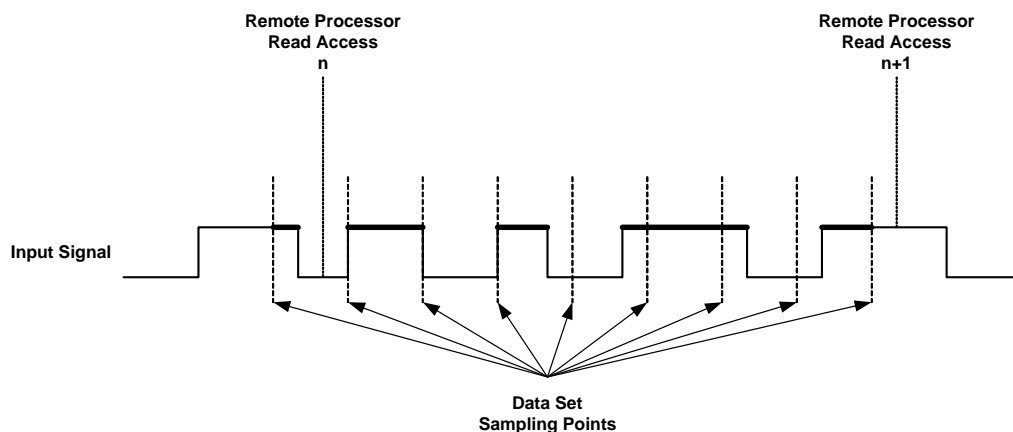 Remote Processor
Read Access
n
Remote Processor
Read Access
n+1
Input Signal
Data Set
Sampling Points